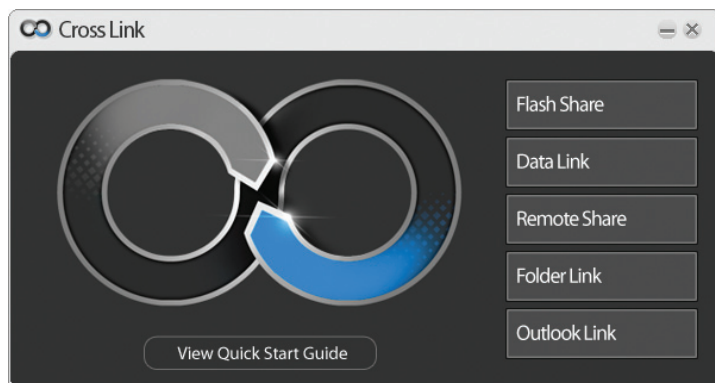 Cross Link
Flash Share
Data Link
Remote Share
Folder Link
Outlook Link
View Quick Start Guide